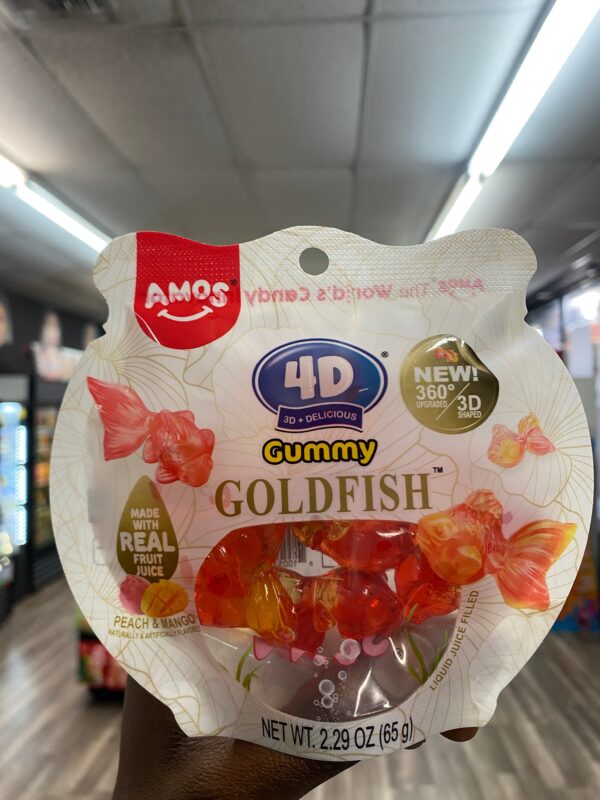 AMOS®
AMOS The World's Candy
4D®
3D + DELICIOUS
Gummy
GOLDFISH™
NEW!
360°
UPGRADED
3D
SHAPED
MADE
WITH
REAL
FRUIT
JUICE
PEACH & MANGO
NATURALLY & ARTIFICIALLY FLAVORED
LIQUID JUICE FILLED
NET WT. 2.29 OZ (65 g)